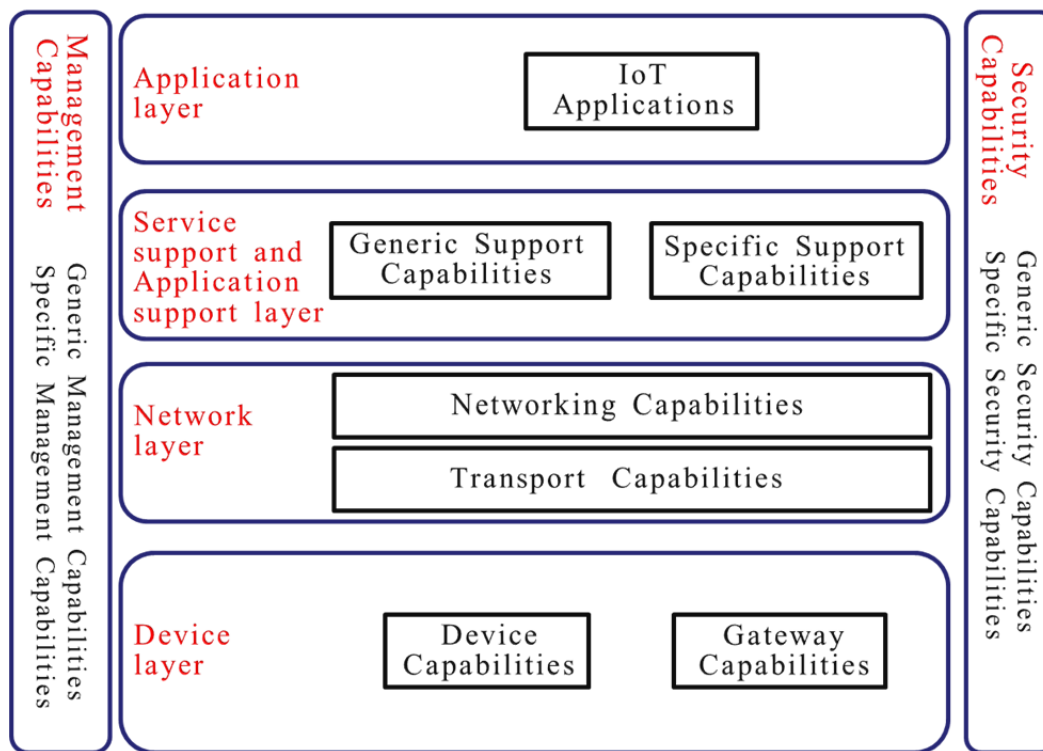 Management
Capabilities
Generic Management Capabilities
Specific Management Capabilities
Application
layer
IoT
Applications
Service
support and
Application
support layer
Generic Support
Capabilities
Specific Support
Capabilities
Network
layer
Networking Capabilities
Transport Capabilities
Device
layer
Device
Capabilities
Gateway
Capabilities
Security
Capabilities
Generic Security Capabilities
Specific Security Capabilities